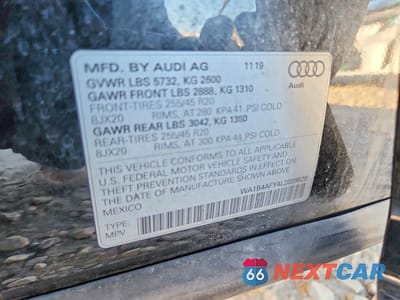 MFD. BY AUDI AG 1119
GVWR LBS 5732, KG 2600
GAWR FRONT LBS 2888, KG 1310
FRONT-TIRES 255/45 R20
8JX20 RIMS, AT 280 KPA 41, PSI COLD
GAWR REAR LBS 3042, KG 1380
REAR-TIRES 255/45 R20
8JX20 RIMS, AT 300 KPA 44, PSI COLD
THIS VEHICLE CONFORMS TO ALL APPLICABLE
U.S. FEDERAL MOTOR VEHICLE SAFETY
AND THEFT PREVENTION STANDARDS IN EFFECT ON
THE DATE OF MANUFACTURE SHOWN ABOVE.
MEXICO
TYPE:
MPV
Audi
66 NEXTCAR